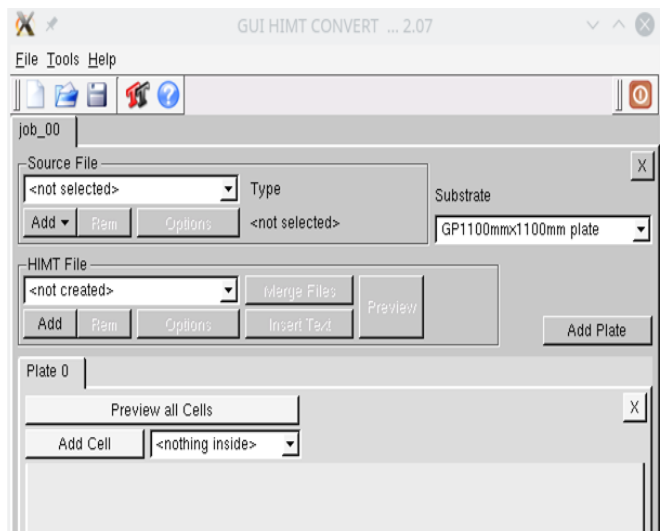 GUI HIMT CONVERT ... 2.07
File Tools Help
job_00
Source File
X
<not selected>
Type
Substrate
Add Rem Options
<not selected>
GP1100mmx1100mm plate
HIMT File
<not created>
Merge Files
Preview
Add Rem Options
Insert Text
Add Plate
Plate 0
Preview all Cells
X
Add Cell
<nothing inside>